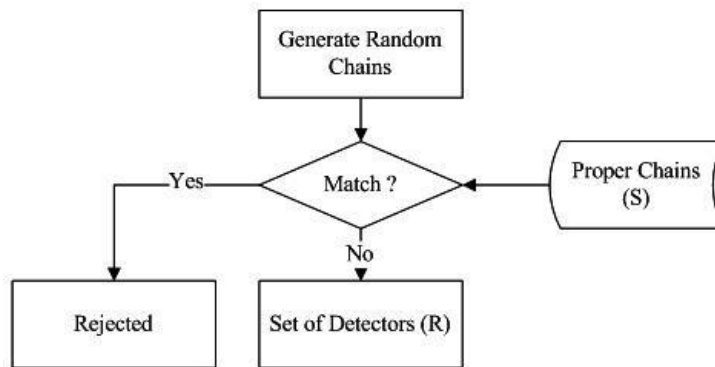 Generate Random
Chains
Yes
Match ?
Proper Chains
(S)
No
Rejected
Set of Detectors (R)